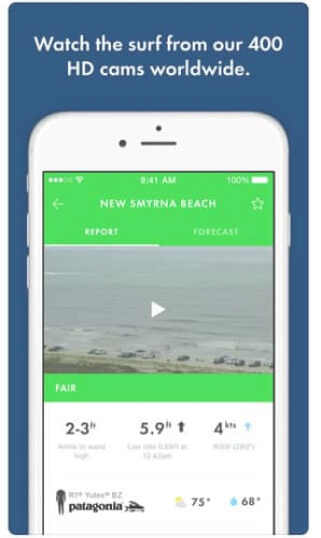 Watch the surf from our 400
HD cams worldwide.
9:41 AM 100%
NEW SMYRNA BEACH
REPORT FORECAST
FAIR
2-3ft 5.9ft 4kts
Ankle to waist Low tide 0.59ft at WSW (
high 12:43am
R1® Yulex® BZ
patagonia 75° 68°